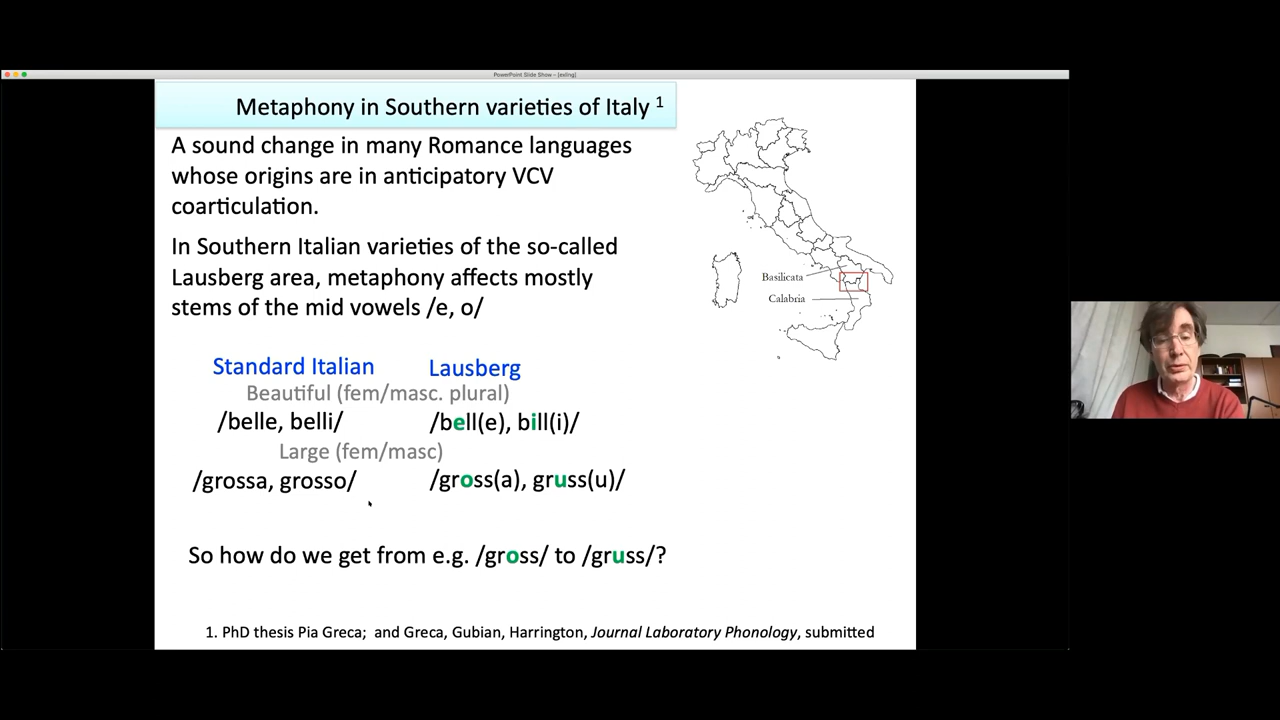 PowerPoint Slide Show - [exling]
Metaphony in Southern varieties of Italy 1
A sound change in many Romance languages
whose origins are in anticipatory VCV
coarticulation.
In Southern Italian varieties of the so-called
Lausberg area, metaphony affects mostly
stems of the mid vowels /e, o/
Basilicata
Calabria
Standard Italian Lausberg
Beautiful (fem/masc. plural)
/belle, belli/ /bell(e), bill(i)/
Large (fem/masc)
/grossa, grosso/ /gross(a), gruss(u)/
So how do we get from e.g. /gross/ to /gruss/?
1. PhD thesis Pia Greca; and Greca, Gubian, Harrington, Journal Laboratory Phonology, submitted